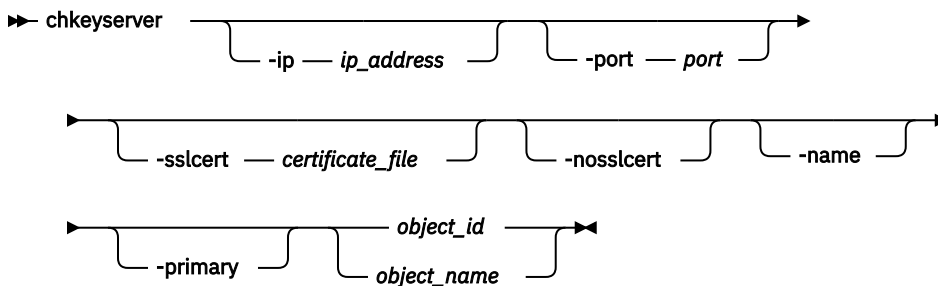 chkeyserver
-ip ip_address -port port
-sslcert certificate_file -nosslcert -name
object_id
-primary object_name